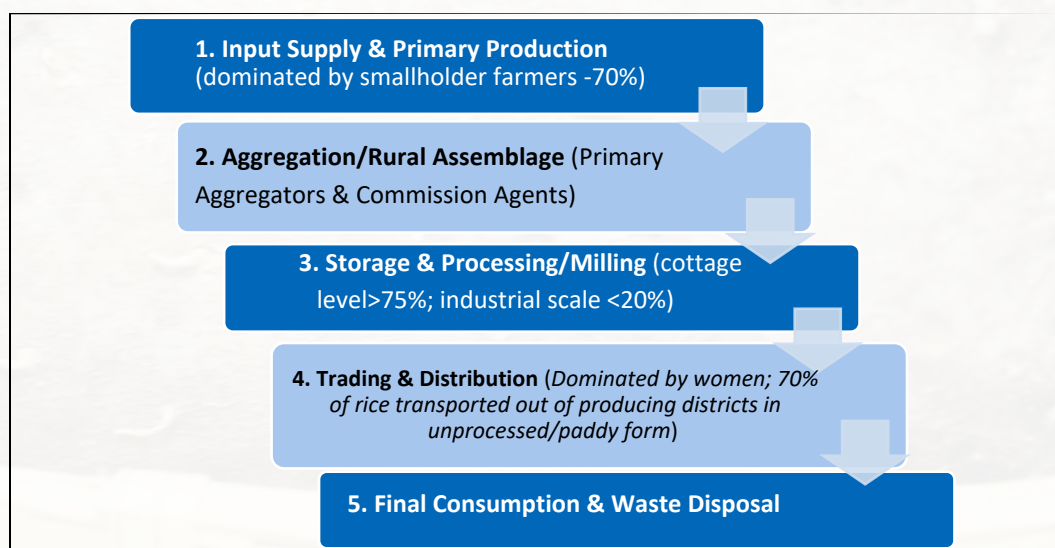 1. Input Supply & Primary Production
(dominated by smallholder farmers -70%)
2. Aggregation/Rural Assemblage (Primary
Aggregators & Commission Agents)
3. Storage & Processing/Milling (cottage
level>75%; industrial scale <20%)
4. Trading & Distribution (Dominated by women; 70%
of rice transported out of producing districts in
unprocessed/paddy form)
5. Final Consumption & Waste Disposal